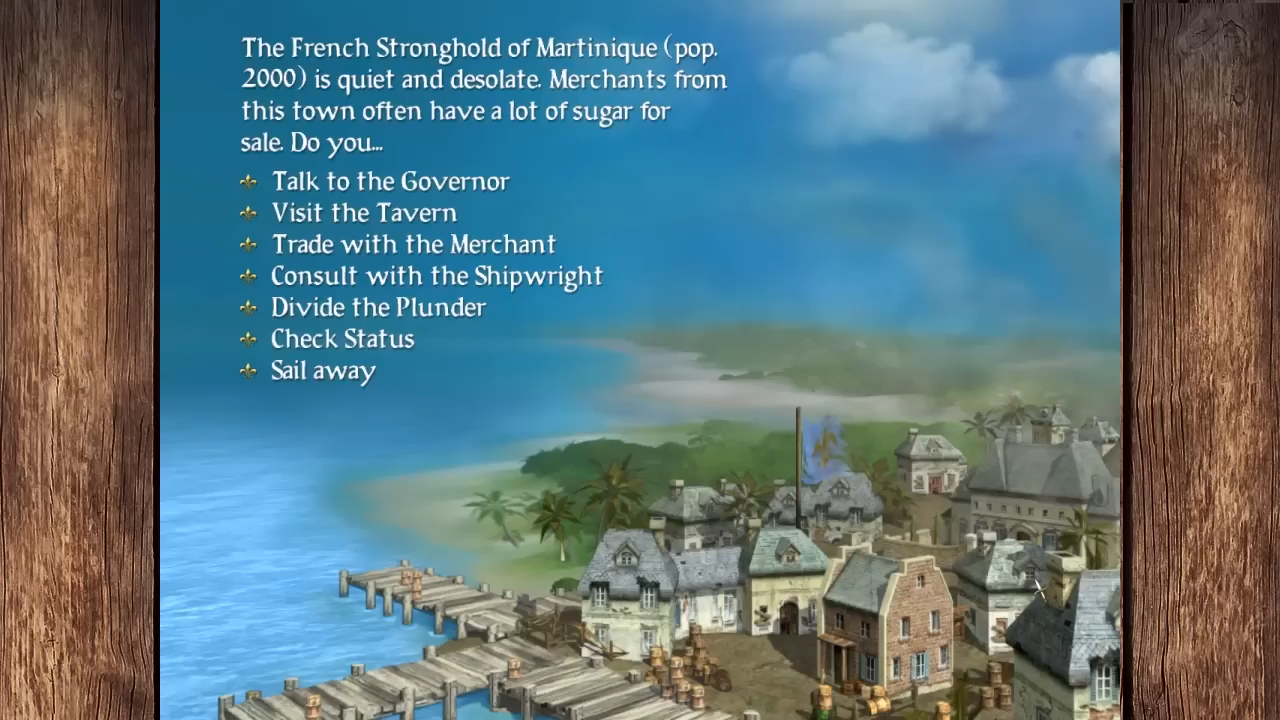 The French Stronghold of Martinique (pop.
2000) is quiet and desolate. Merchants from
this town often have a lot of sugar for
sale. Do you...
Talk to the Governor
Visit the Tavern
Trade with the Merchant
Consult with the Shipwright
Divide the Plunder
Check Status
Sail away